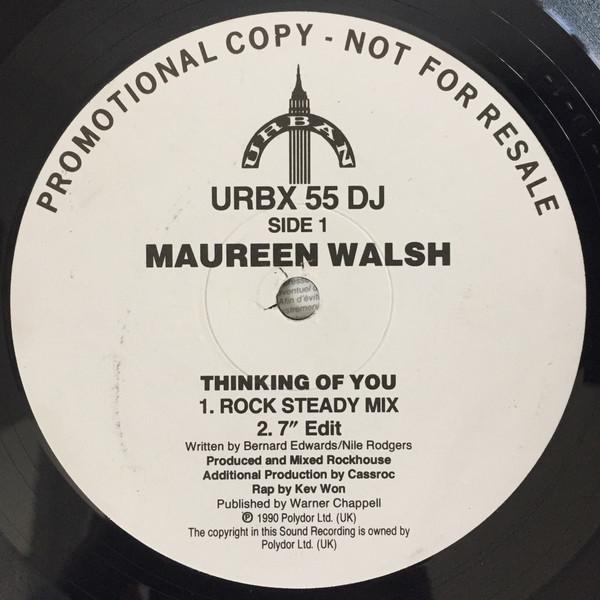 PROMOTIONAL COPY - NOT FOR RESALE
URBAN
URBX 55 DJ
SIDE 1
MAUREEN WALSH
THINKING OF YOU
1. ROCK STEADY MIX
2. 7″ Edit
Written by Bernard Edwards/Nile Rodgers
Produced and Mixed Rockhouse
Additional Production by Cassroc
Rap by Kev Won
Published by Warner Chappell
℗ 1990 Polydor Ltd. (UK)
The copyright in this Sound Recording is owned by
Polydor Ltd. (UK)